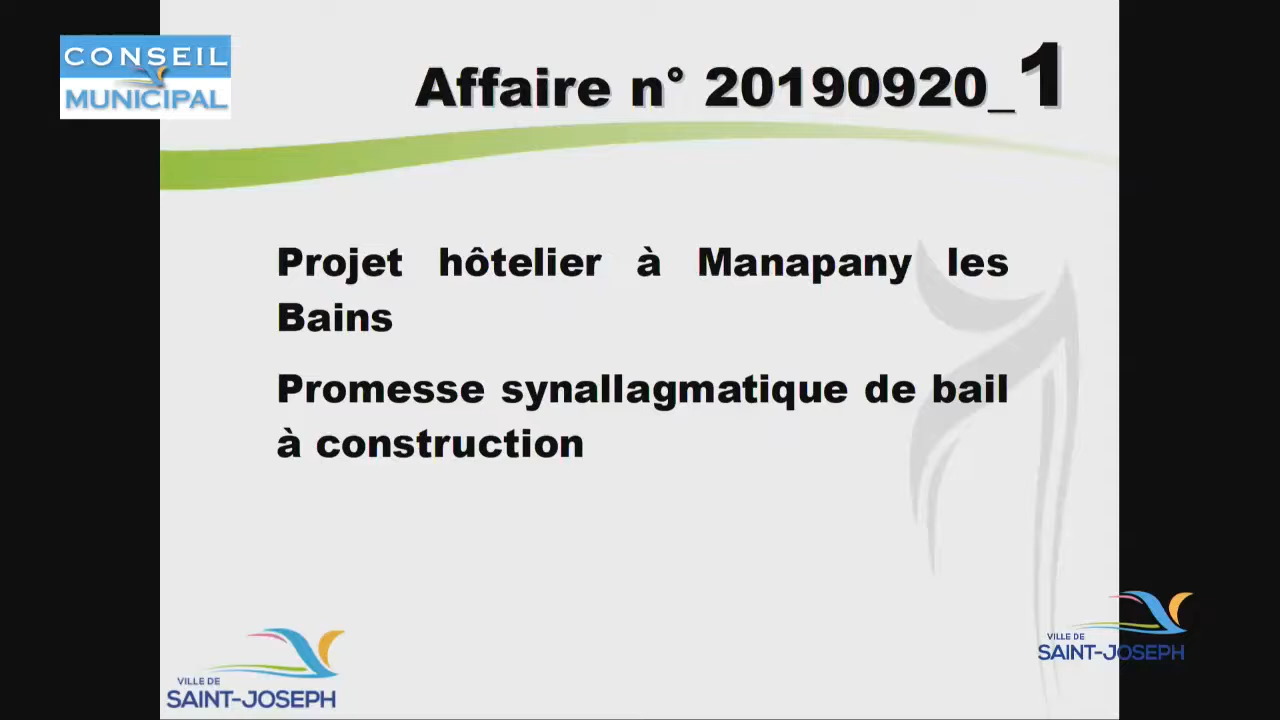 CONSEIL
MUNICIPAL
Affaire n° 20190920_1
Projet hôtelier à Manapany les
Bains
Promesse synallagmatique de bail
à construction
VILLE DE
SAINT-JOSEPH
VILLE DE
SAINT-JOSEPH